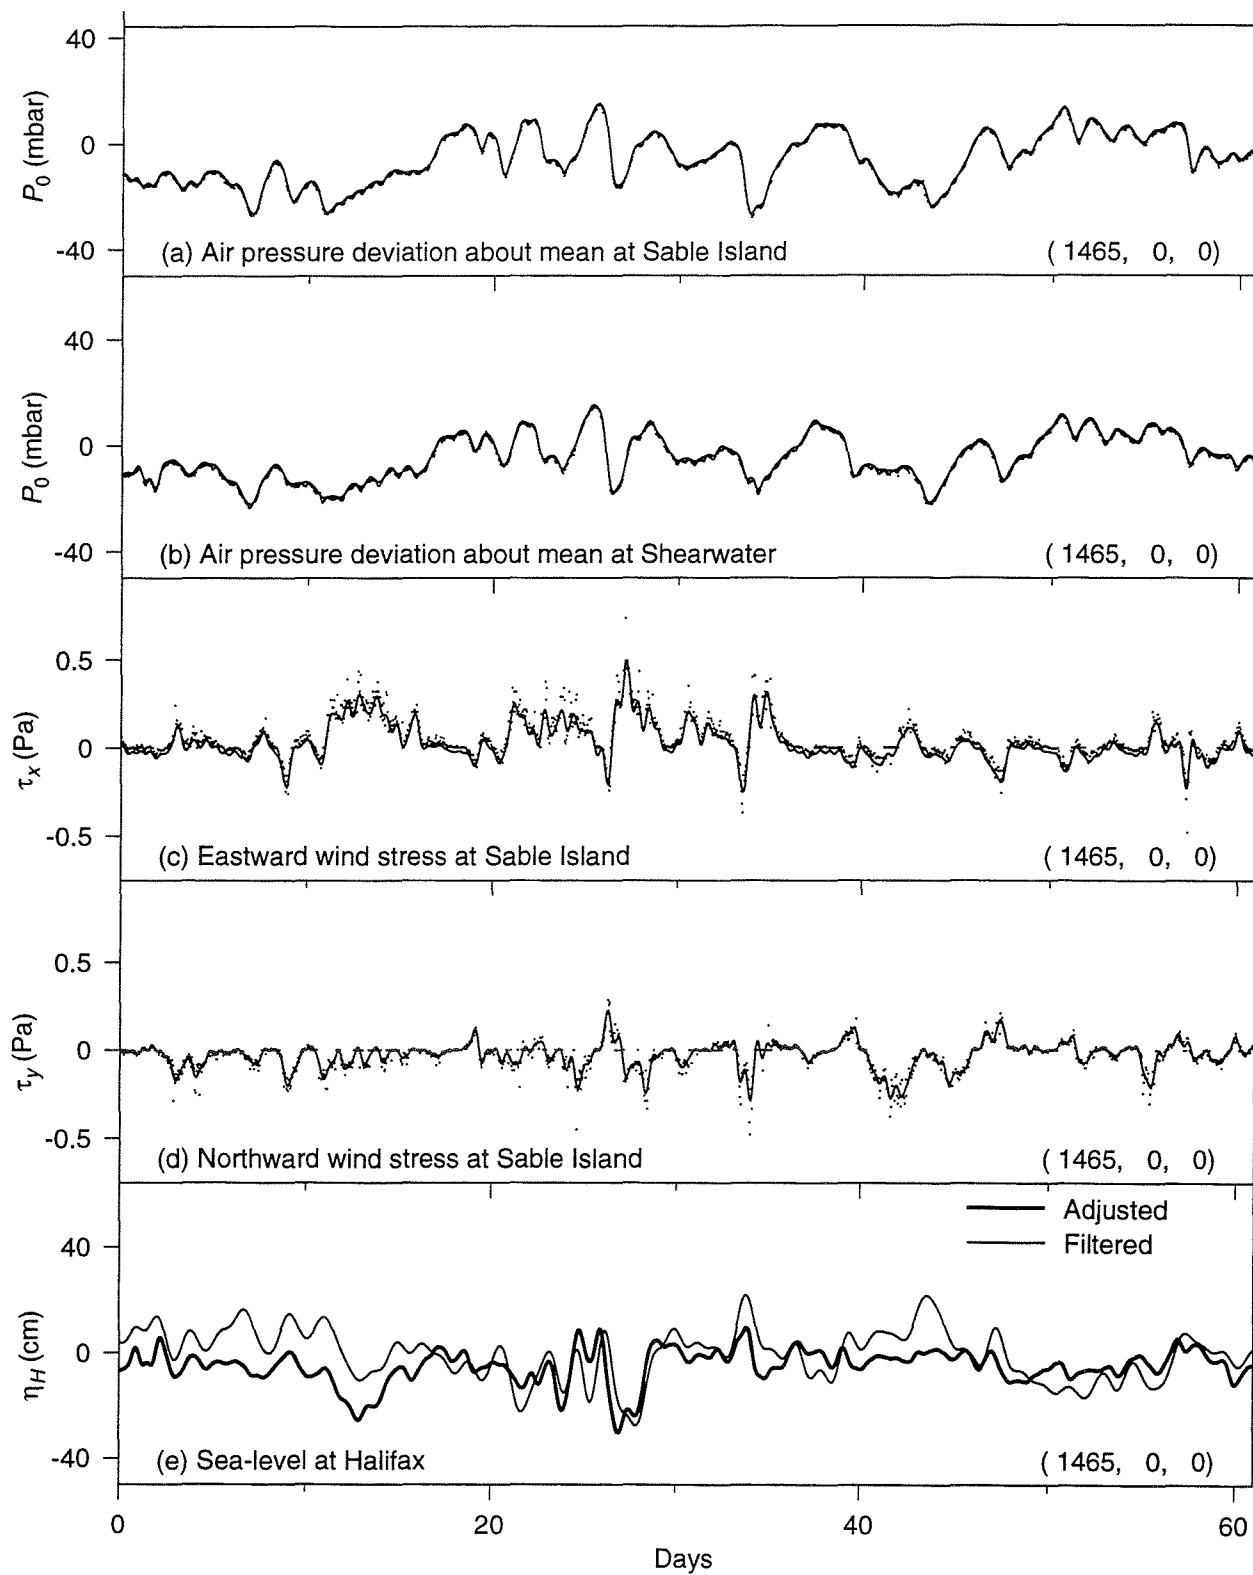 40
0
-40
P0 (mbar)
(a) Air pressure deviation about mean at Sable Island
( 1465, 0, 0)
40
0
-40
P0 (mbar)
(b) Air pressure deviation about mean at Shearwater
( 1465, 0, 0)
0.5
0
-0.5
τx (Pa)
(c) Eastward wind stress at Sable Island
( 1465, 0, 0)
0.5
0
-0.5
τy (Pa)
(d) Northward wind stress at Sable Island
( 1465, 0, 0)
Adjusted
Filtered
40
0
-40
ηH (cm)
(e) Sea-level at Halifax
( 1465, 0, 0)
0 20 40 60
Days